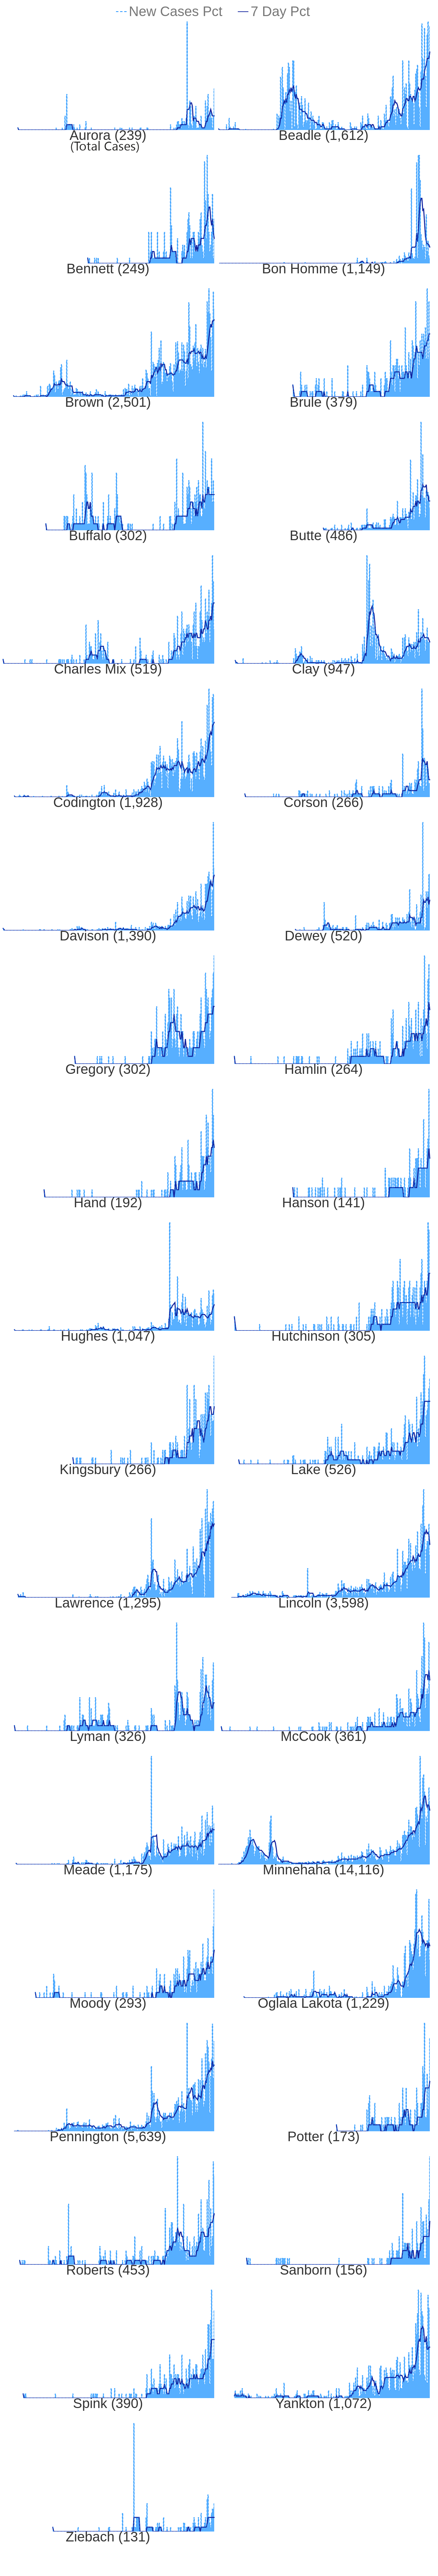 New Cases Pct 7 Day Pct
Aurora (239) Beadle (1,612)
(Total Cases)
Bennett (249) Bon Homme (1,149)
Brown (2,501) Brule (379)
Buffalo (302) Butte (486)
Charles Mix (519) Clay (947)
Codington (1,928) Corson (266)
Davison (1,390) Dewey (520)
Gregory (302) Hamlin (264)
Hand (192) Hanson (141)
Hughes (1,047) Hutchinson (305)
Kingsbury (266) Lake (526)
Lawrence (1,295) Lincoln (3,598)
Lyman (326) McCook (361)
Meade (1,175) Minnehaha (14,116)
Moody (293) Oglala Lakota (1,229)
Pennington (5,639) Potter (173)
Roberts (453) Sanborn (156)
Spink (390) Yankton (1,072)
Ziebach (131)